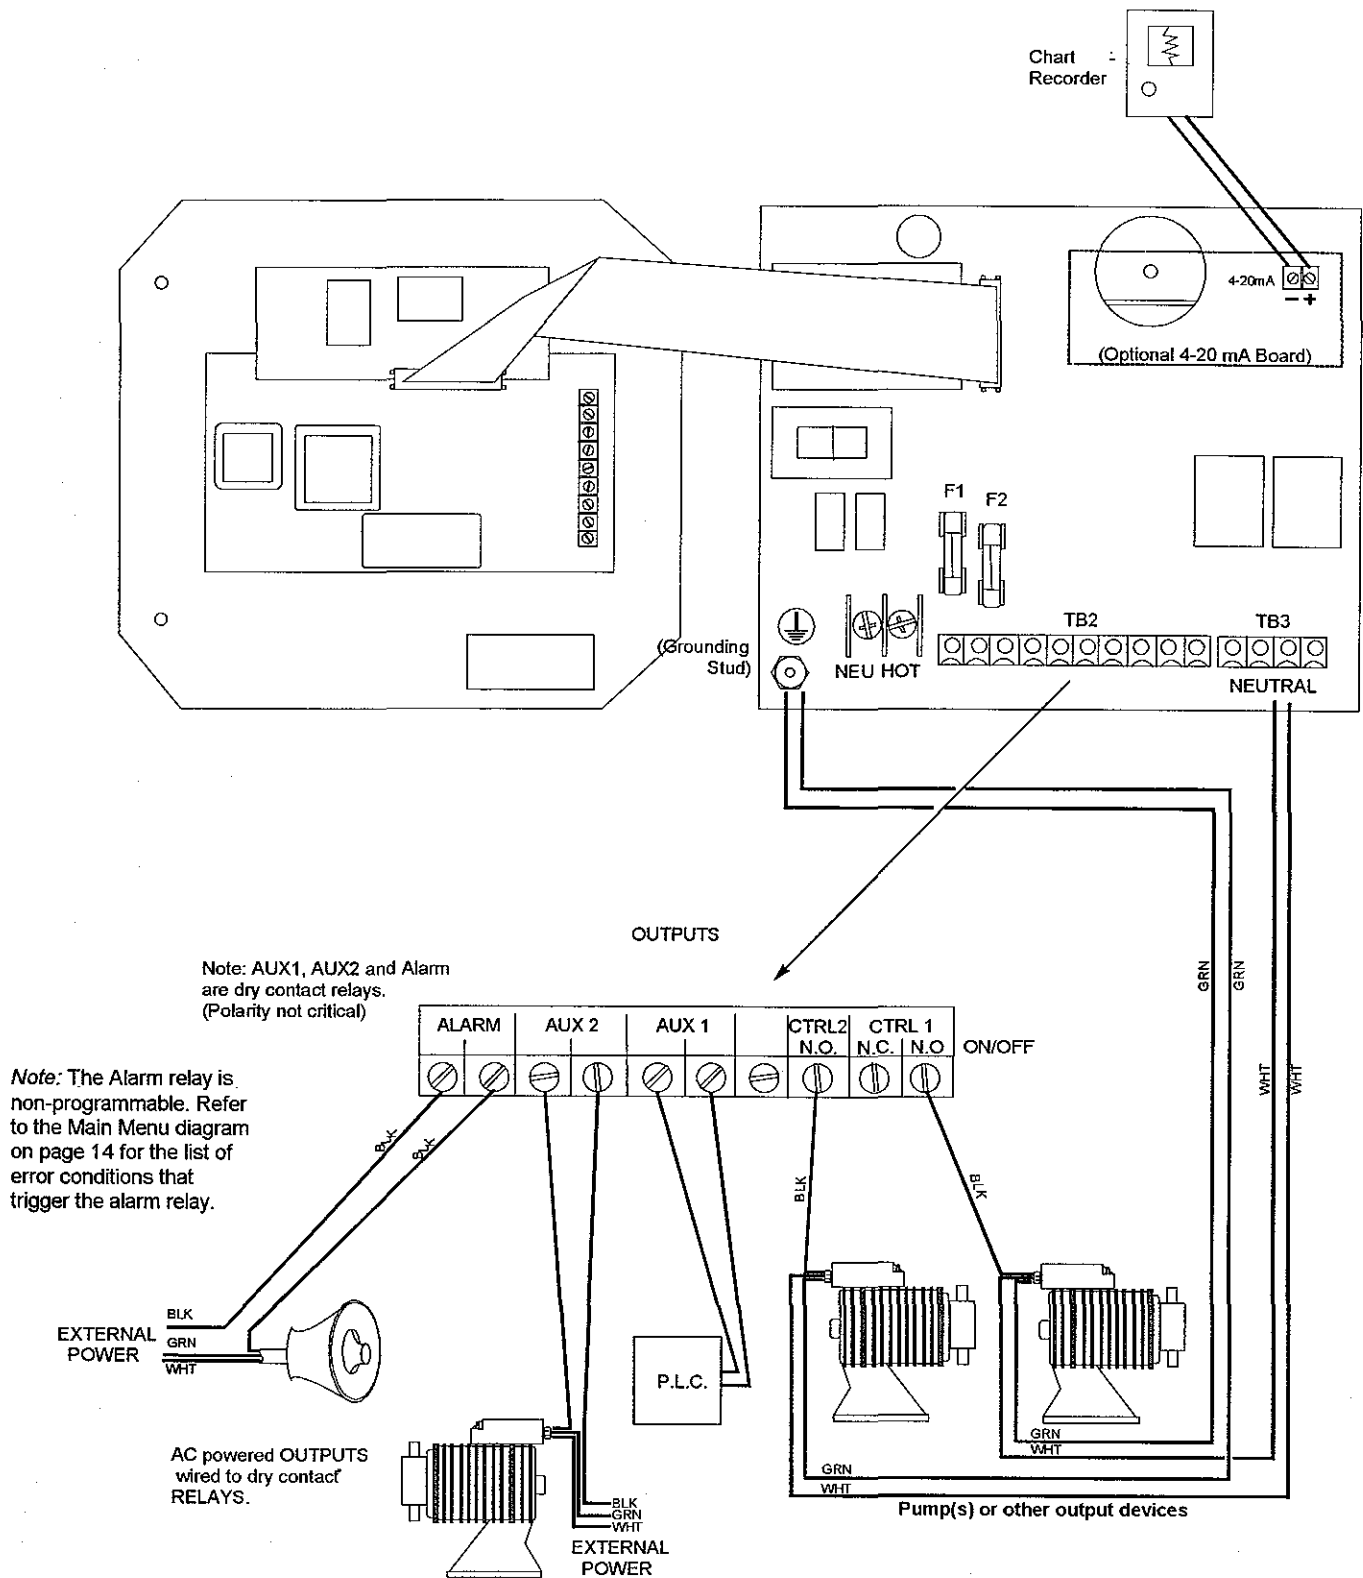 Chart
Recorder
4-20mA
− +
(Optional 4-20 mA Board)
F1
F2
TB2
TB3
(Grounding
Stud)
NEU HOT
NEUTRAL
GRN
GRN
WHT
WHT
OUTPUTS
Note: AUX1, AUX2 and Alarm
are dry contact relays.
(Polarity not critical)
ALARM
AUX 2
AUX 1
CTRL2
N.O.
CTRL 1
N.C.
N.O
ON/OFF
Note: The Alarm relay is
non-programmable. Refer
to the Main Menu diagram
on page 14 for the list of
error conditions that
trigger the alarm relay.
BLK
BLK
BLK
BLK
BLK
GRN
WHT
EXTERNAL
POWER
P.L.C.
AC powered OUTPUTS
wired to dry contact
RELAYS.
BLK
GRN
WHT
EXTERNAL
POWER
GRN
WHT
GRN
WHT
Pump(s) or other output devices